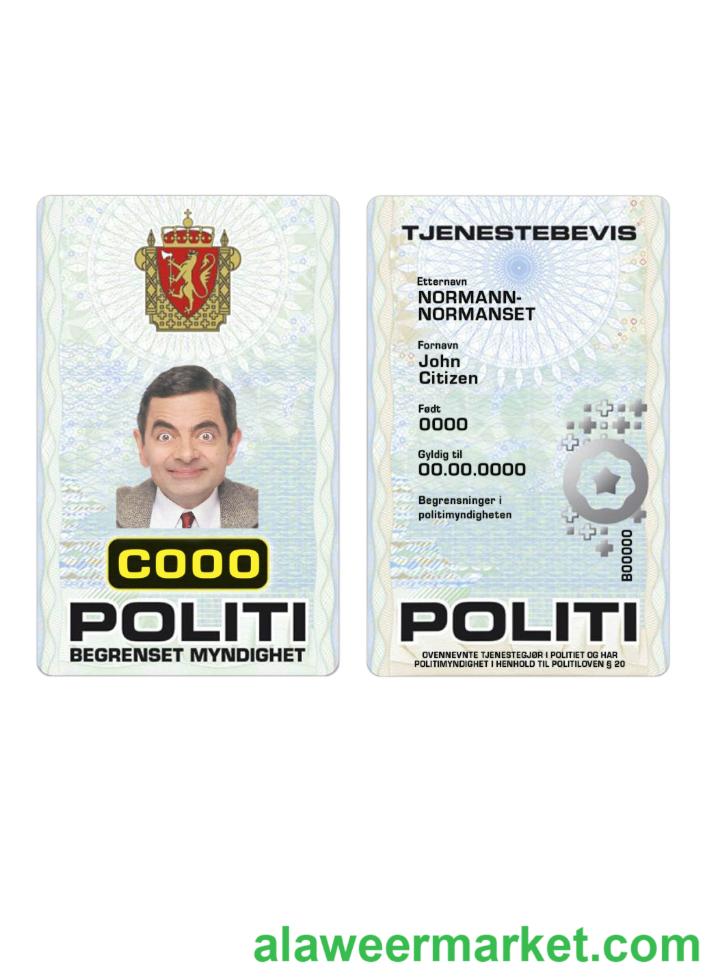 COOO
POLITI
BEGRENSET MYNDIGHET
TJENESTEBEVIS
Etternavn
NORMANN-
NORMANSET
Fornavn
John
Citizen
Født
0000
Gyldig til
00.00.0000
Begrensninger i
politimyndigheten
B00000
POLITI
OVENNEVNTE TJENESTEGJØR I POLITIET OG HAR
POLITIMYNDIGHET I HENHOLD TIL POLITILOVEN § 20
alaweermarket.com